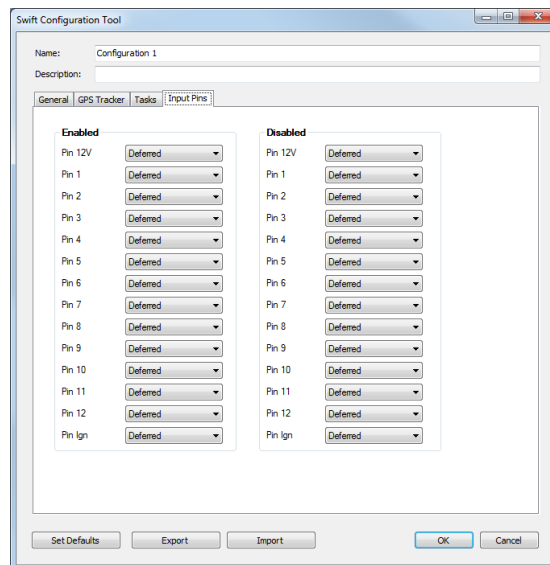 Swift Configuration Tool
Name: Configuration 1
Description:
General GPS Tracker Tasks Input Pins
Enabled Disabled
Pin 12V Deferred Pin 12V Deferred
Pin 1 Deferred Pin 1 Deferred
Pin 2 Deferred Pin 2 Deferred
Pin 3 Deferred Pin 3 Deferred
Pin 4 Deferred Pin 4 Deferred
Pin 5 Deferred Pin 5 Deferred
Pin 6 Deferred Pin 6 Deferred
Pin 7 Deferred Pin 7 Deferred
Pin 8 Deferred Pin 8 Deferred
Pin 9 Deferred Pin 9 Deferred
Pin 10 Deferred Pin 10 Deferred
Pin 11 Deferred Pin 11 Deferred
Pin 12 Deferred Pin 12 Deferred
Pin Ign Deferred Pin Ign Deferred
Set Defaults Export Import OK Cancel